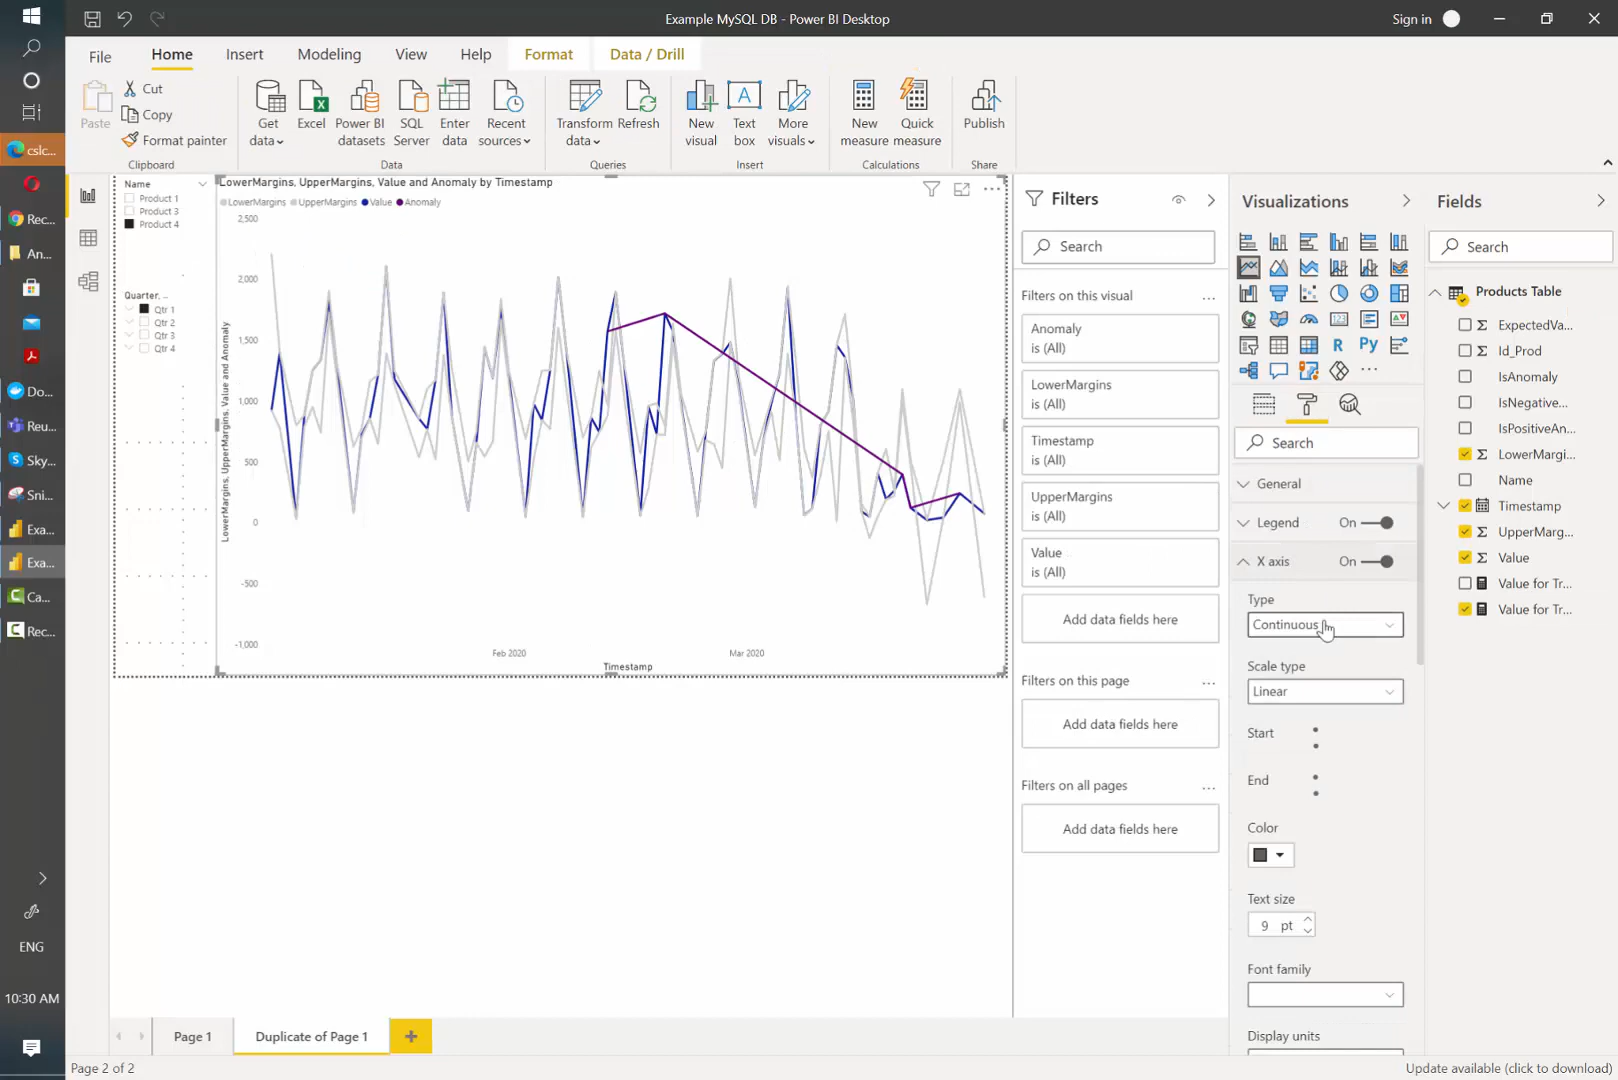 Example MySQL DB - Power BI Desktop
Sign in
File
Home
Insert
Modeling
View
Help
Format
Data / Drill
Paste
Cut
Copy
Format painter
Clipboard
Get data
Excel
Power BI datasets
SQL Server
Enter data
Recent sources
Data
Transform data
Refresh
Queries
New visual
Text box
More visuals
Insert
New measure
Quick measure
Calculations
Publish
Share
cslc...
Rec...
An...
Do...
Reu...
Sky...
Sni...
Exa...
Exa...
Ca...
Rec...
ENG
10:30 AM
Name
Product 1
Product 3
Product 4
Quarter, ..
Qtr 1
Qtr 2
Qtr 3
Qtr 4
LowerMargins, UpperMargins, Value and Anomaly by Timestamp
LowerMargins UpperMargins Value Anomaly
2,500
2,000
1,500
1,000
500
0
-500
-1,000
LowerMargins, UpperMargins, Value and Anomaly
Feb 2020
Mar 2020
Timestamp
Filters
Search
Filters on this visual
...
Anomaly
is (All)
LowerMargins
is (All)
Timestamp
is (All)
UpperMargins
is (All)
Value
is (All)
Add data fields here
Filters on this page
...
Add data fields here
Filters on all pages
...
Add data fields here
Visualizations
R
Py
123
...
Search
General
Legend On
X axis On
Type
Continuous
Scale type
Linear
Start
End
Color
Text size
9 pt
Font family
Display units
Fields
Search
Products Table
ExpectedVa...
Id_Prod
IsAnomaly
IsNegative...
IsPositiveAn...
LowerMargi...
Name
Timestamp
UpperMarg...
Value
Value for Tr...
Value for Tr...
Page 1
Duplicate of Page 1
Page 2 of 2
Update available (click to download)